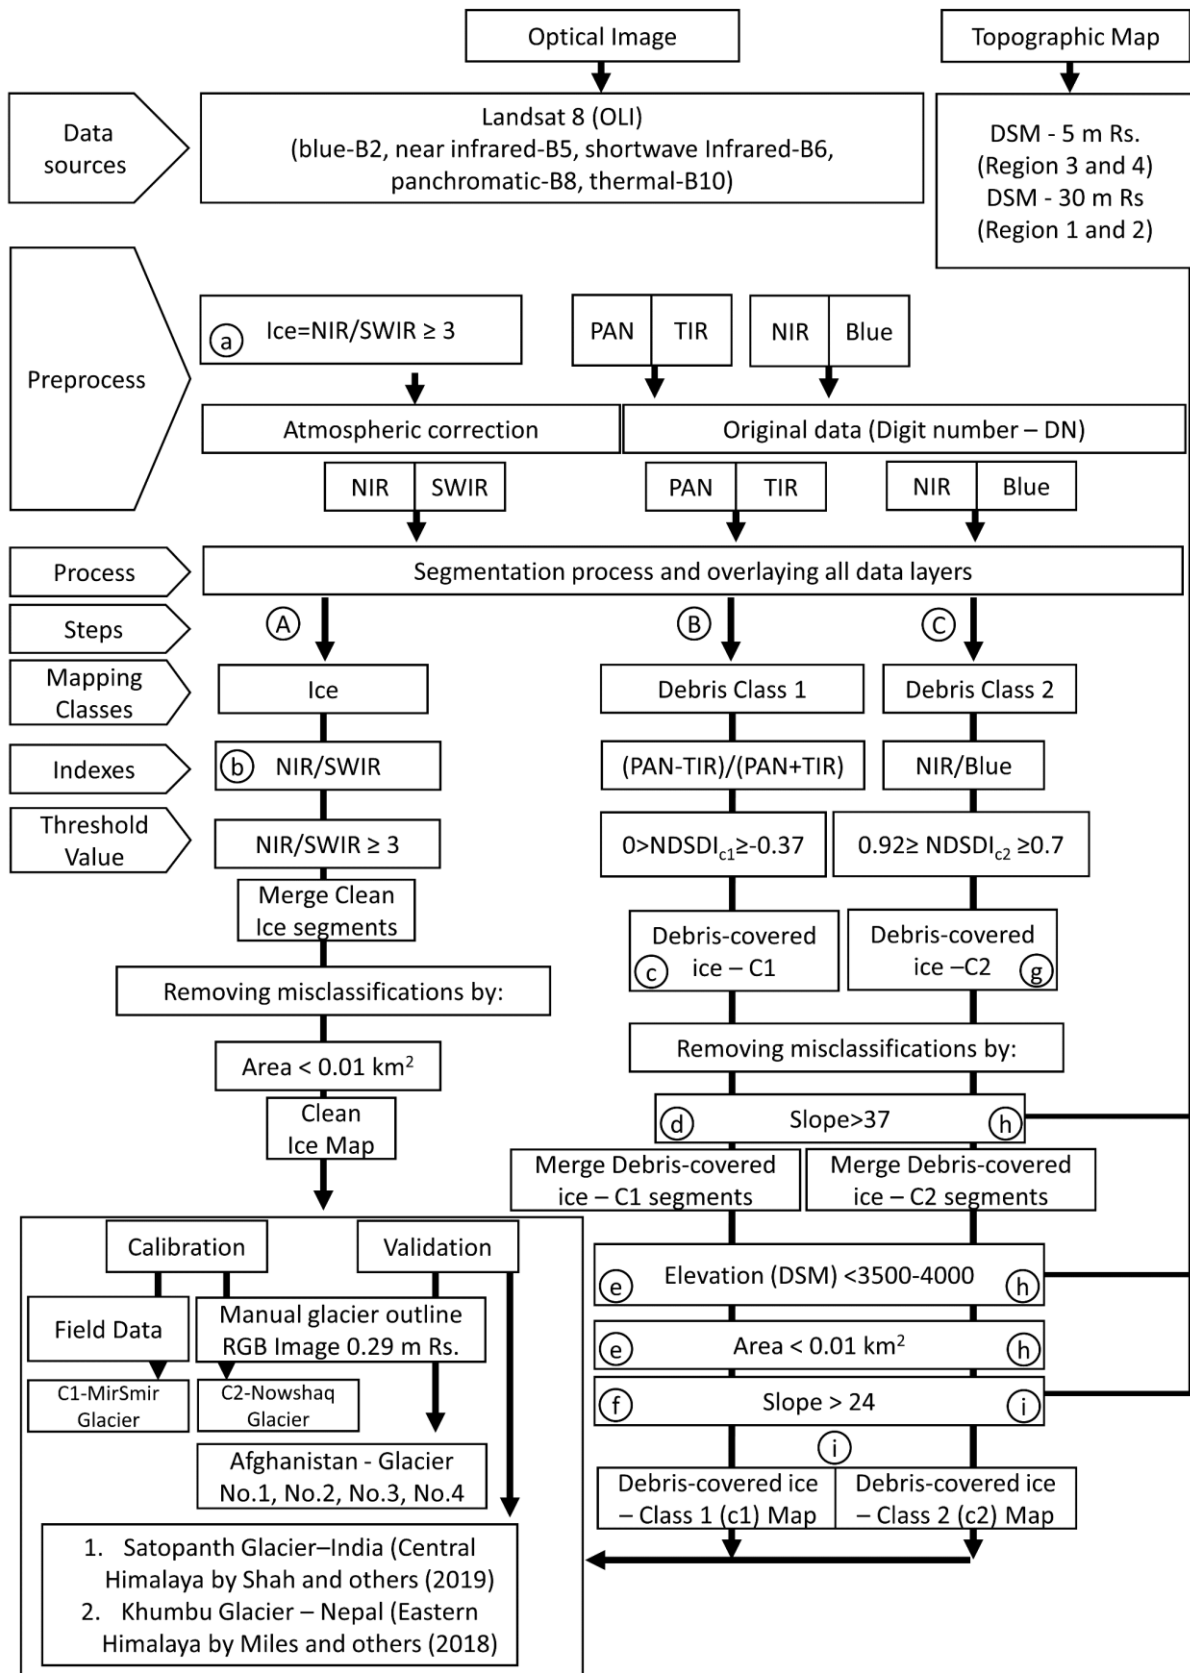 Optical Image
Topographic Map
Data
sources
Landsat 8 (OLI)
(blue-B2, near infrared-B5, shortwave Infrared-B6,
panchromatic-B8, thermal-B10)
DSM - 5 m Rs.
(Region 3 and 4)
DSM - 30 m Rs
(Region 1 and 2)
Preprocess
a
Ice=NIR/SWIR ≥ 3
PAN
TIR
NIR
Blue
Atmospheric correction
Original data (Digit number – DN)
NIR
SWIR
PAN
TIR
NIR
Blue
Process
Segmentation process and overlaying all data layers
Steps
A
B
C
Mapping
Classes
Ice
Debris Class 1
Debris Class 2
Indexes
b
NIR/SWIR
(PAN-TIR)/(PAN+TIR)
NIR/Blue
Threshold
Value
NIR/SWIR ≥ 3
0>NDSDIc1≥-0.37
0.92≥ NDSDIc2 ≥0.7
Merge Clean
Ice segments
Debris-covered
ice – C1
c
Debris-covered
ice –C2
g
Removing misclassifications by:
Removing misclassifications by:
Area < 0.01 km²
Clean
Ice Map
d
Slope>37
h
Merge Debris-covered
ice – C1 segments
Merge Debris-covered
ice – C2 segments
e
Elevation (DSM) <3500-4000
h
e
Area < 0.01 km²
h
f
Slope > 24
i
i
Debris-covered ice
– Class 1 (c1) Map
Debris-covered ice
– Class 2 (c2) Map
Calibration
Validation
Field Data
Manual glacier outline
RGB Image 0.29 m Rs.
C1-MirSmir
Glacier
C2-Nowshaq
Glacier
Afghanistan - Glacier
No.1, No.2, No.3, No.4
1. Satopanth Glacier–India (Central
Himalaya by Shah and others (2019)
2. Khumbu Glacier – Nepal (Eastern
Himalaya by Miles and others (2018)